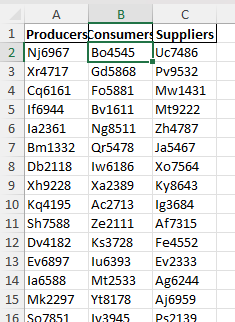 A B C
1 Producers Consumers Suppliers
2 Nj6967 Bo4545 Uc7486
3 Xr4717 Gd5868 Pv9532
4 Cq6161 Fo5881 Mw1431
5 If6944 Bv1611 Mt9222
6 Ia2361 Ng8511 Zh4787
7 Bm1332 Qr5478 Ja5467
8 Db2118 Iw6186 Xo7564
9 Xh9228 Xa2389 Ky8643
10 Kq4195 Ac2713 Ig3684
11 Sh7588 Ze2111 Af7315
12 Dv4182 Ks3728 Fe4552
13 Ev6897 Iu6393 Ev2333
14 Ia6588 Mt2533 Ag6244
15 Mk2297 Yt8178 Aj6959
16 So7851 Iv3945 Ps2139